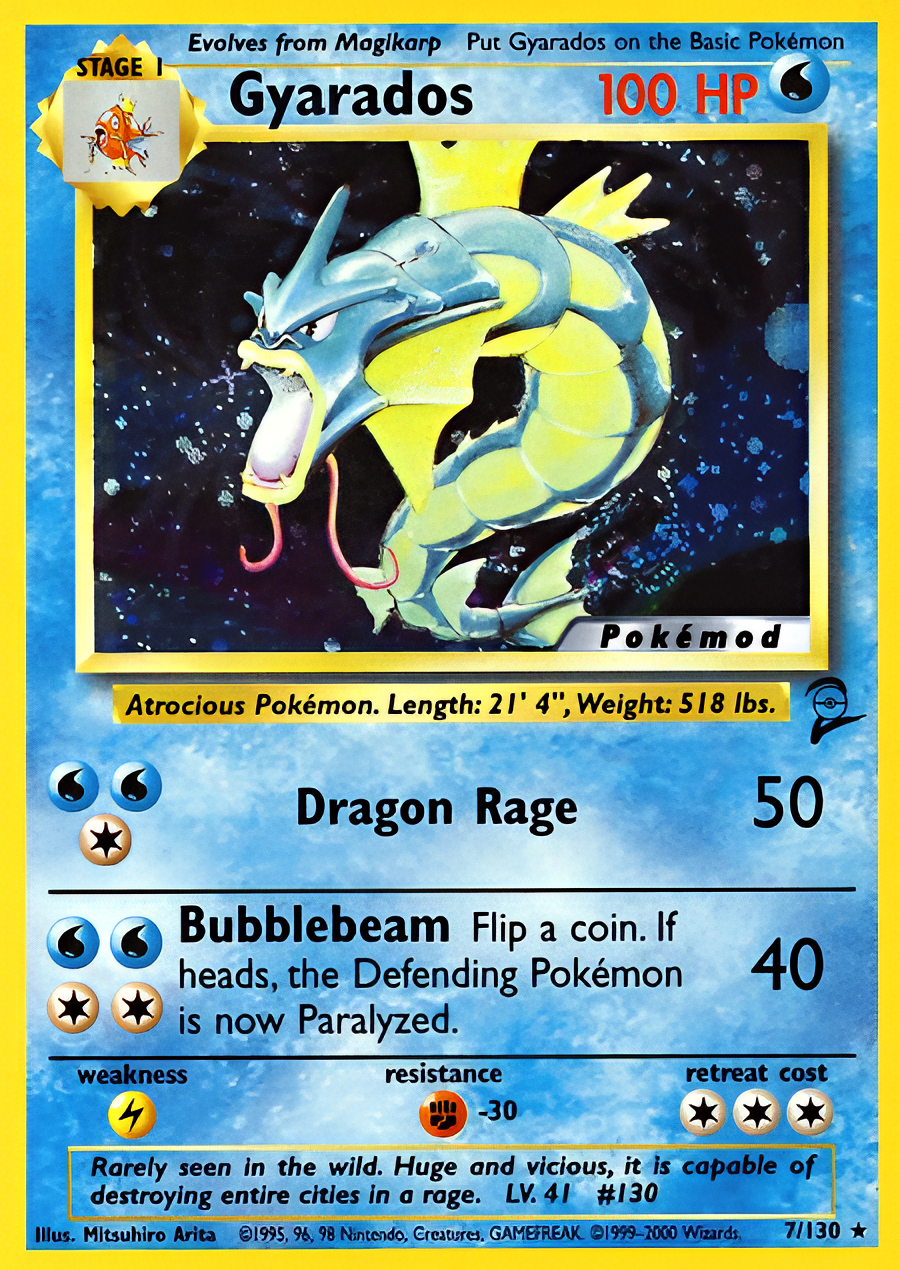 Evolves from Magikarp Put Gyarados on the Basic Pokémon
STAGE 1
Gyarados 100 HP
Pokémod
Atrocious Pokémon. Length: 21' 4", Weight: 518 lbs.
Dragon Rage 50
Bubblebeam Flip a coin. If
heads, the Defending Pokémon
is now Paralyzed.
40
weakness resistance retreat cost
-30
Rarely seen in the wild. Huge and vicious, it is capable of
destroying entire cities in a rage. LV. 41 #130
Illus. Mitsuhiro Arita ©1995, 96, 98 Nintendo, Creatures, GAMEFREAK. ©1999–2000 Wizards. 7/130 ★